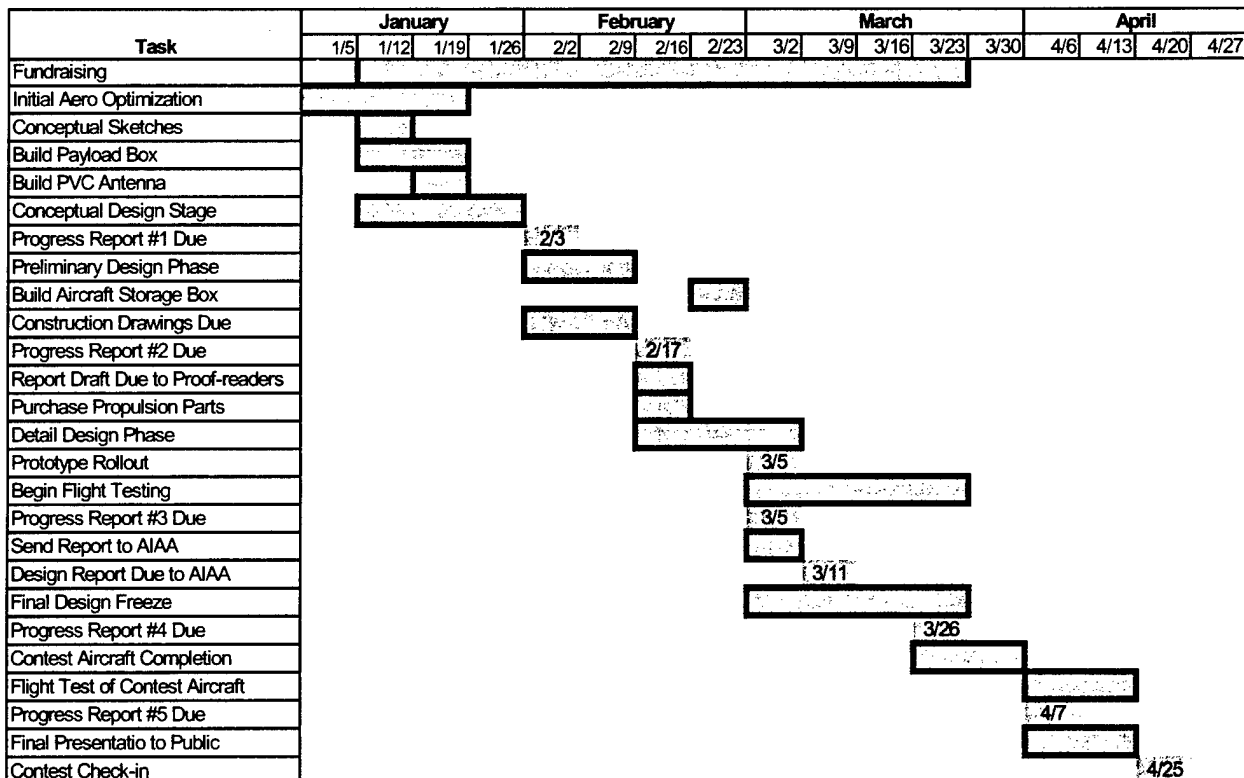 January February March April
Task 1/5 1/12 1/19 1/26 2/2 2/9 2/16 2/23 3/2 3/9 3/16 3/23 3/30 4/6 4/13 4/20 4/27
Fundraising
Initial Aero Optimization
Conceptual Sketches
Build Payload Box
Build PVC Antenna
Conceptual Design Stage
Progress Report #1 Due 2/3
Preliminary Design Phase
Build Aircraft Storage Box
Construction Drawings Due
Progress Report #2 Due 2/17
Report Draft Due to Proof-readers
Purchase Propulsion Parts
Detail Design Phase
Prototype Rollout 3/5
Begin Flight Testing
Progress Report #3 Due 3/5
Send Report to AIAA
Design Report Due to AIAA 3/11
Final Design Freeze
Progress Report #4 Due 3/26
Contest Aircraft Completion
Flight Test of Contest Aircraft
Progress Report #5 Due 4/7
Final Presentatio to Public
Contest Check-in 4/25